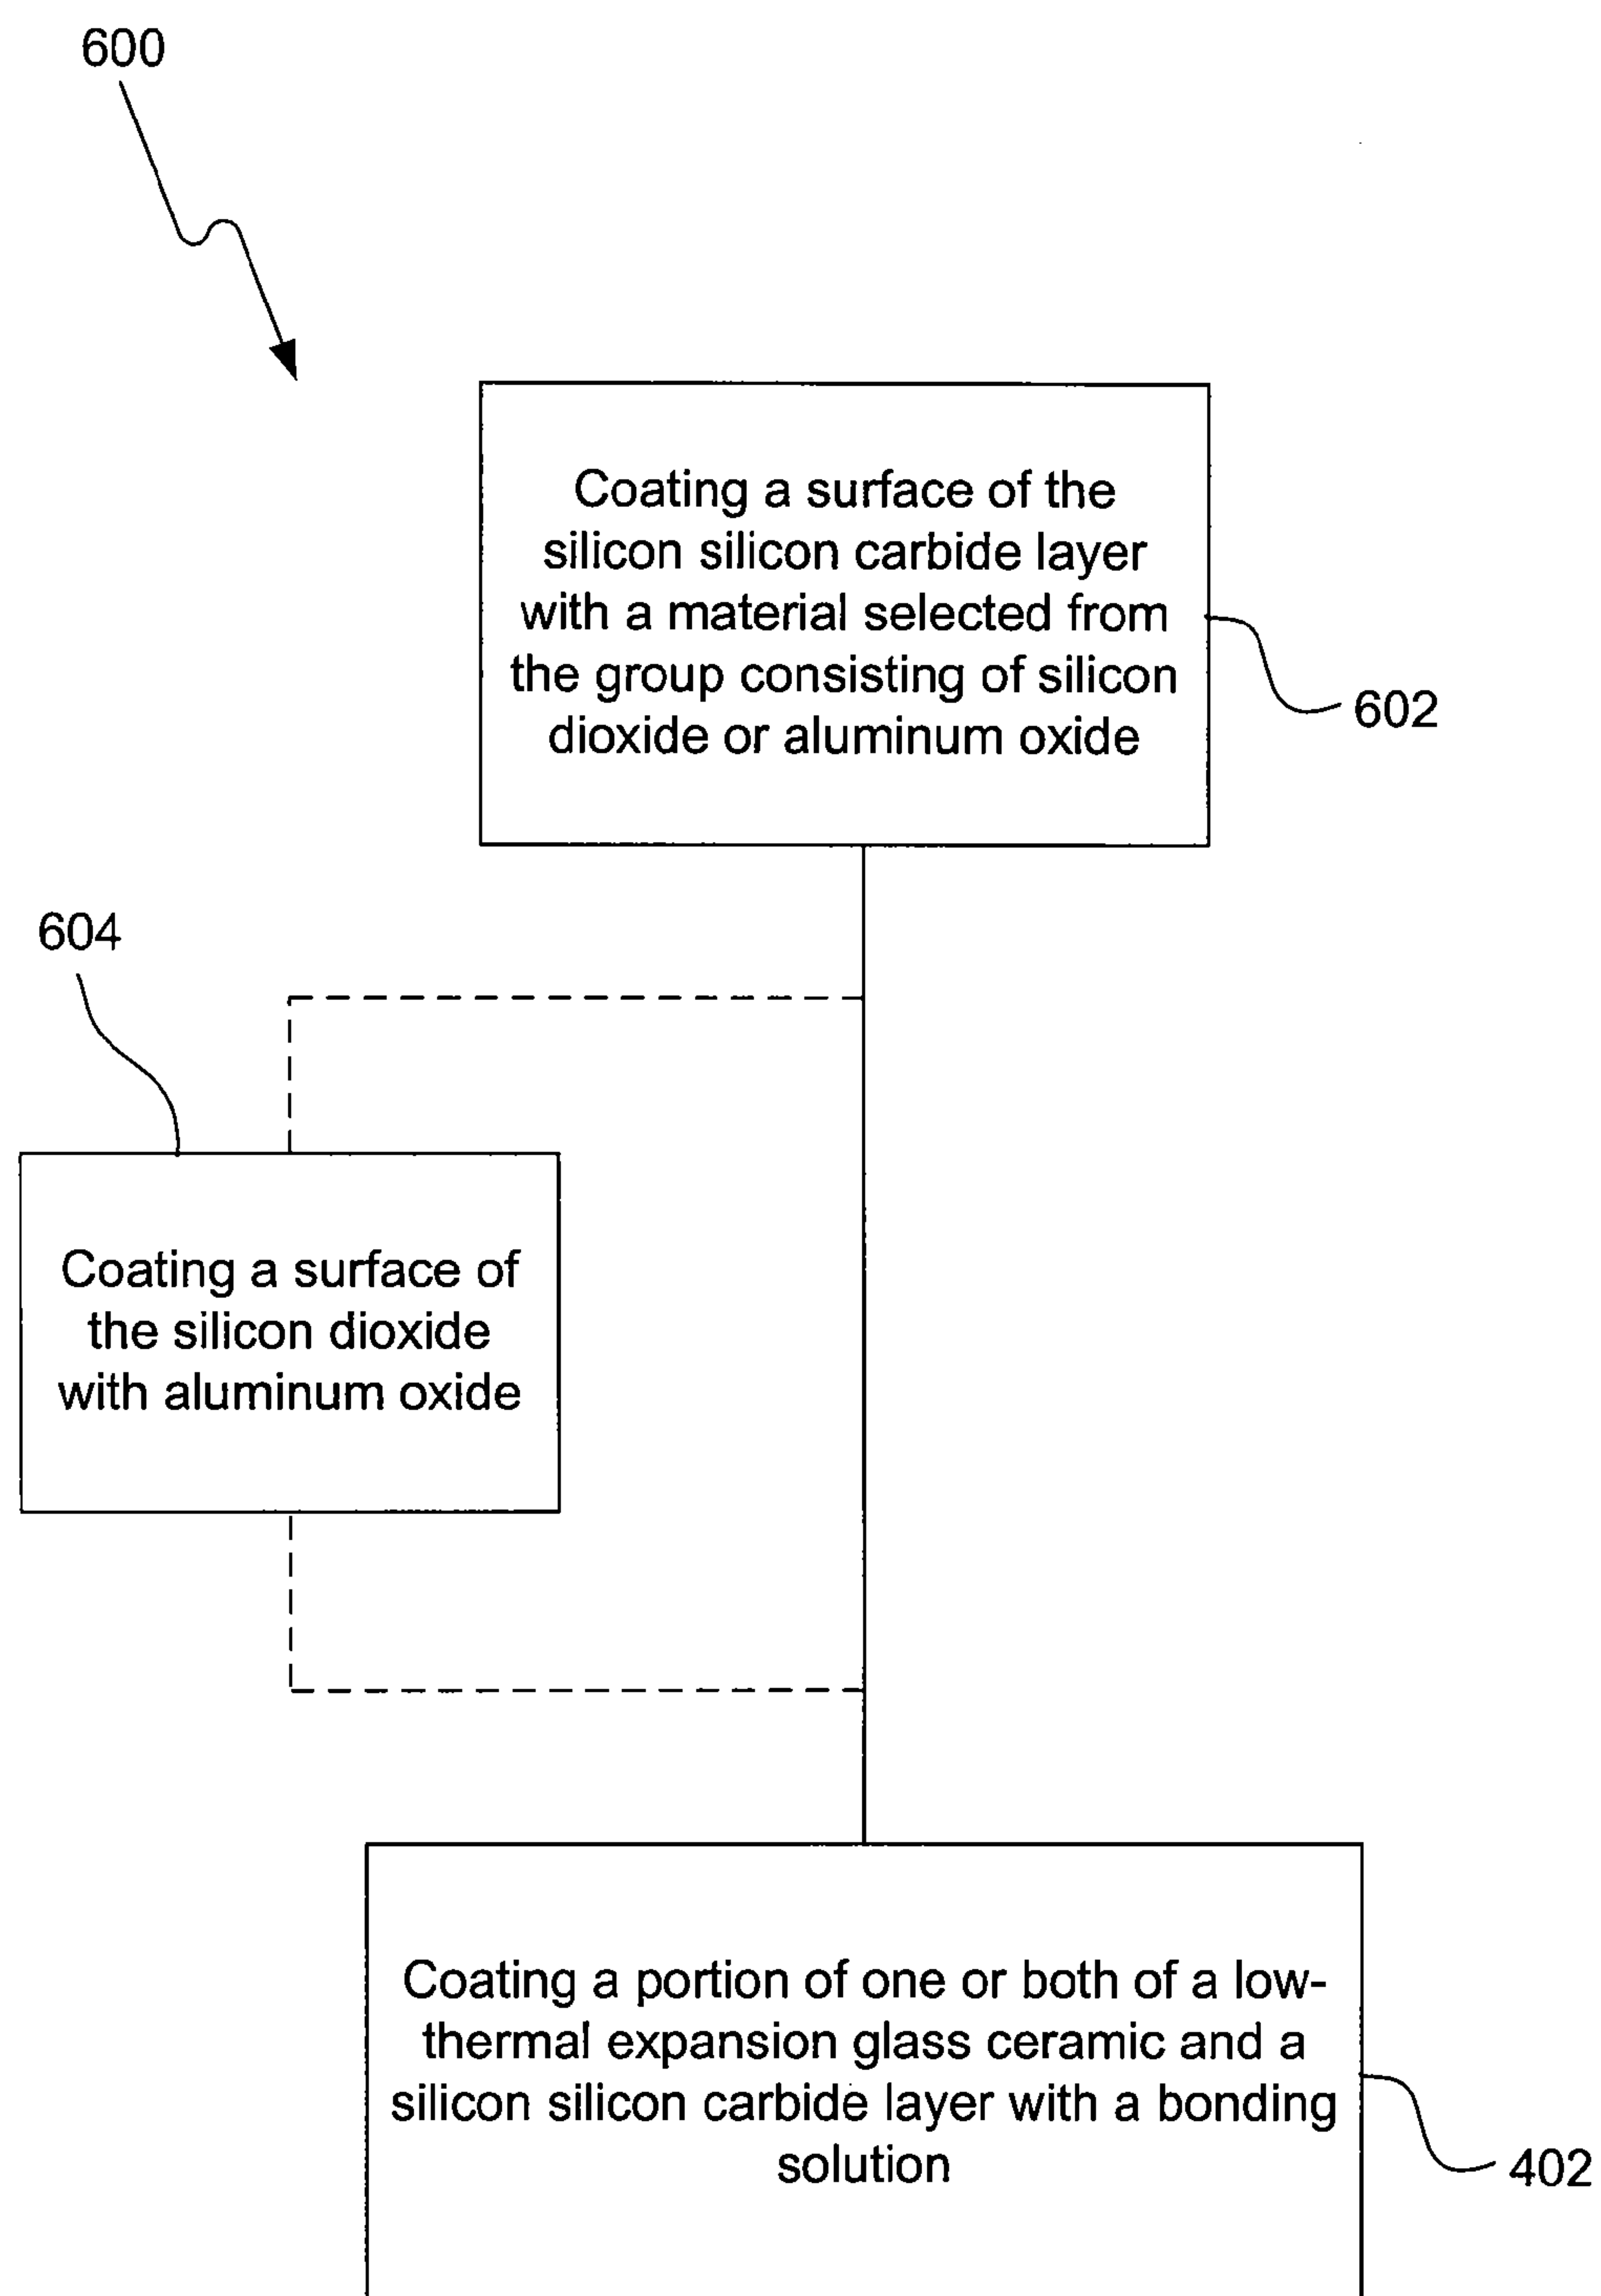 600
Coating a surface of the
silicon silicon carbide layer
with a material selected from
the group consisting of silicon
dioxide or aluminum oxide
602
604
Coating a surface of
the silicon dioxide
with aluminum oxide
Coating a portion of one or both of a low-
thermal expansion glass ceramic and a
silicon silicon carbide layer with a bonding
solution
402